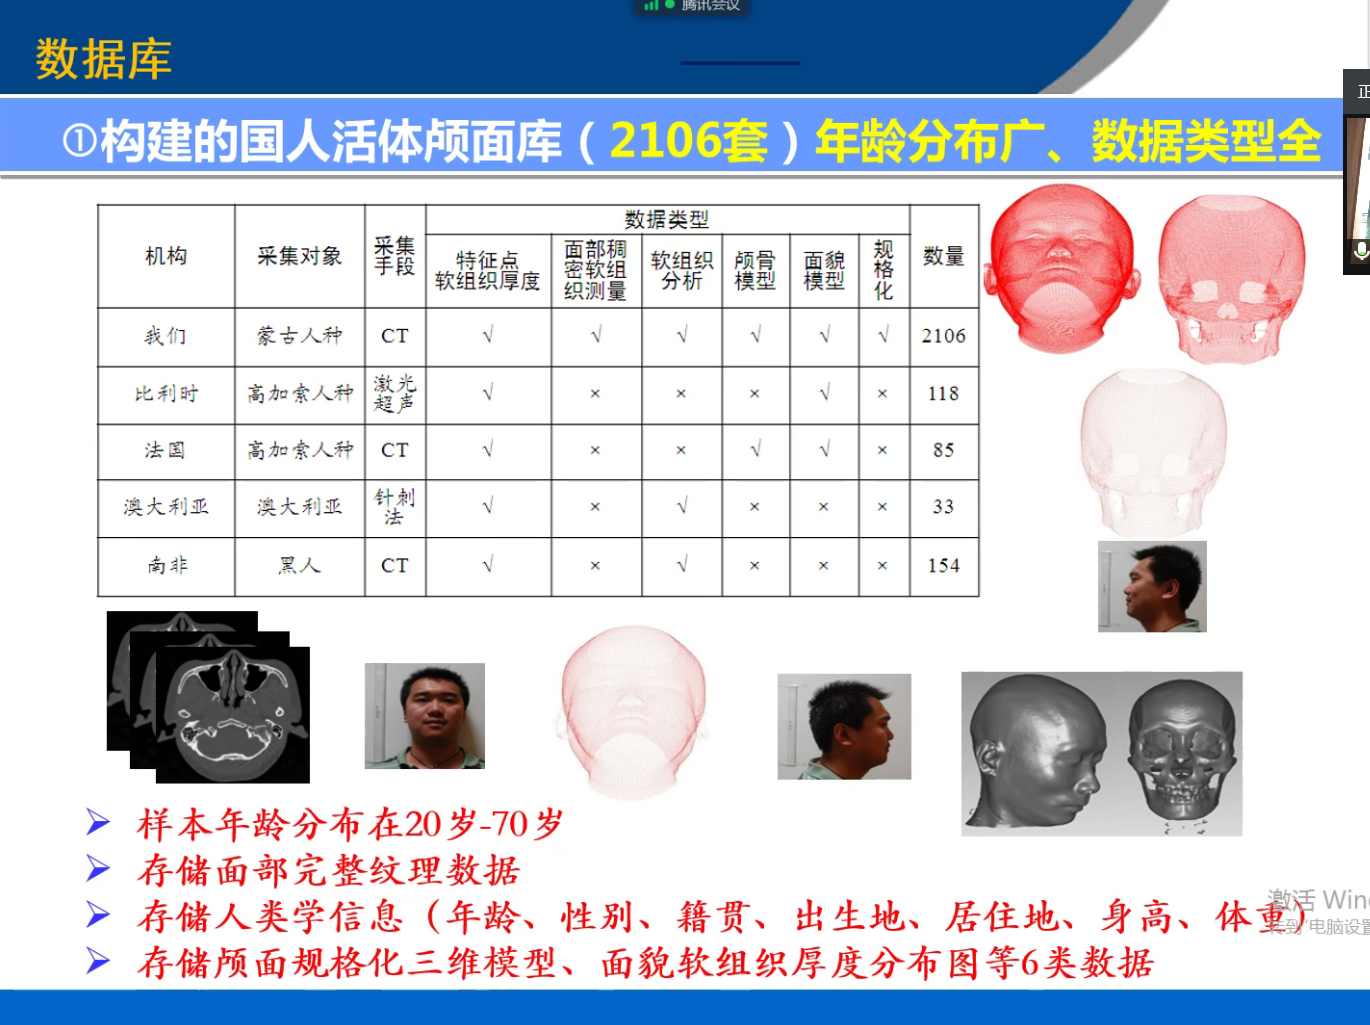 腾讯会议
数据库
①构建的国人活体颅面库（2106套）年龄分布广、数据类型全
机构 采集对象 采集手段 数据类型 数量
特征点软组织厚度 面部稠密软组织测量 软组织分析 颅骨模型 面貌模型 规格化
我们 蒙古人种 CT √ √ √ √ √ √ 2106
比利时 高加索人种 激光超声 √ × × × √ × 118
法国 高加索人种 CT √ × × √ √ × 85
澳大利亚 澳大利亚 针刺法 √ × √ × × × 33
南非 黑人 CT √ × √ × × × 154
样本年龄分布在20岁-70岁
存储面部完整纹理数据
存储人类学信息（年龄、性别、籍贯、出生地、居住地、身高、体重）
存储颅面规格化三维模型、面貌软组织厚度分布图等6类数据
激活 Win
转到"电脑设置